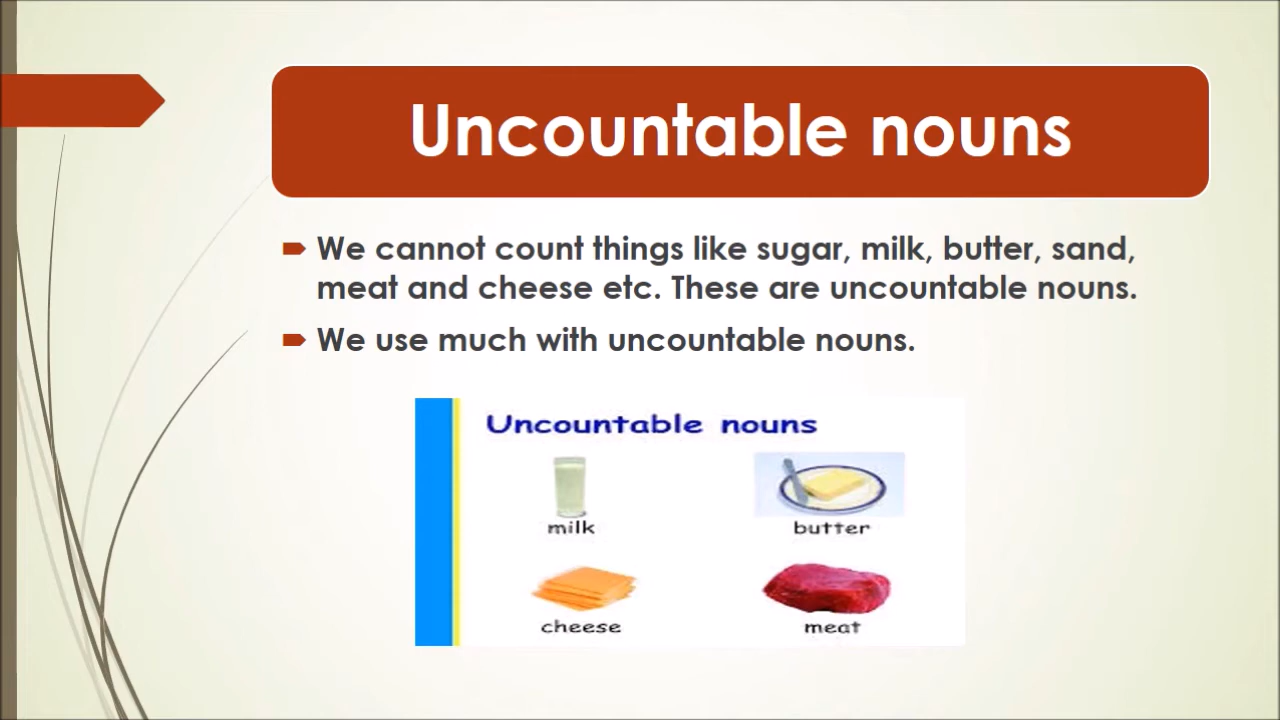 Uncountable nouns
We cannot count things like sugar, milk, butter, sand,
meat and cheese etc. These are uncountable nouns.
We use much with uncountable nouns.
Uncountable nouns
milk
butter
cheese
meat